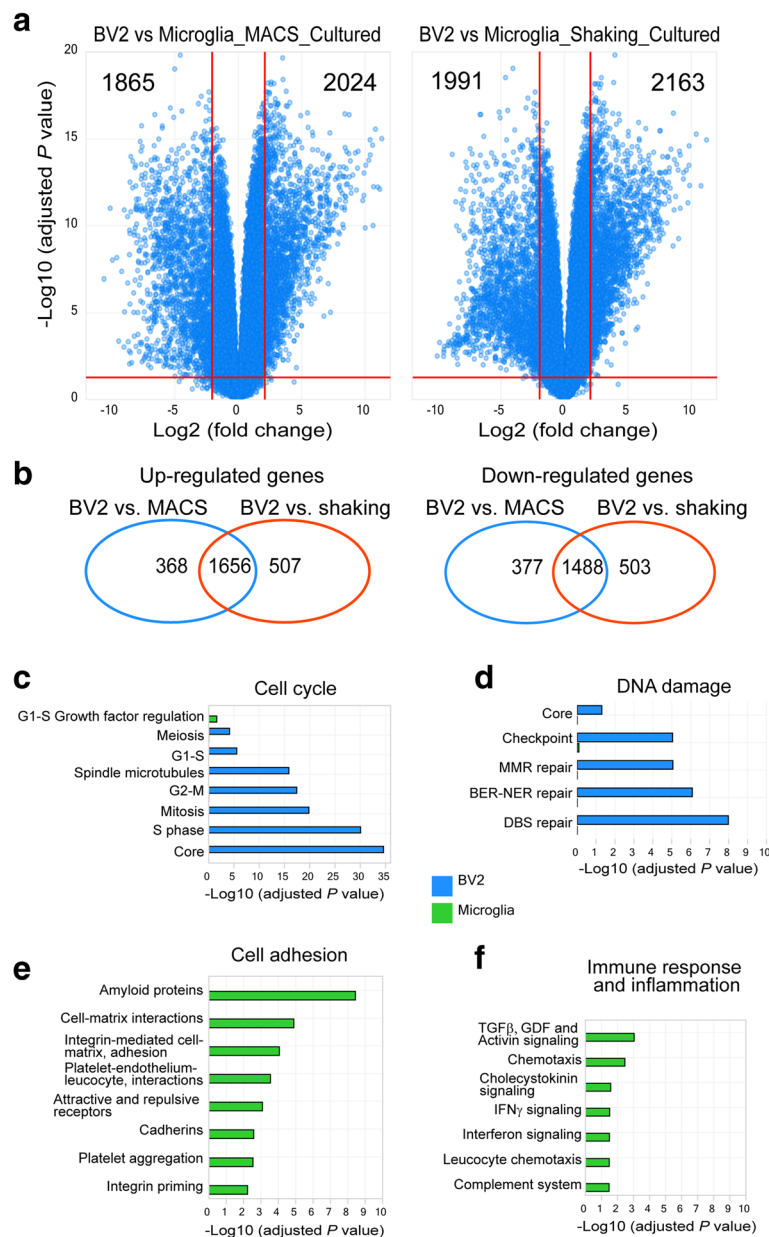 a
BV2 vs Microglia_MACS_Cultured
BV2 vs Microglia_Shaking_Cultured
-Log10 (adjusted P value)
20
15
10
5
0
1865
2024
1991
2163
-10
-5
0
5
10
-10
-5
0
5
10
Log2 (fold change)
Log2 (fold change)
b
Up-regulated genes
Down-regulated genes
BV2 vs. MACS
BV2 vs. shaking
BV2 vs. MACS
BV2 vs. shaking
368
1656
507
377
1488
503
c
Cell cycle
G1-S Growth factor regulation
Meiosis
G1-S
Spindle microtubules
G2-M
Mitosis
S phase
Core
0 5 10 15 20 25 30 35
-Log10 (adjusted P value)
d
DNA damage
Core
Checkpoint
MMR repair
BER-NER repair
DBS repair
0 1 2 3 4 5 6 7 8 9 10
-Log10 (adjusted P value)
BV2
Microglia
e
Cell adhesion
Amyloid proteins
Cell-matrix interactions
Integrin-mediated cell-
matrix, adhesion
Platelet-endothelium-
leucocyte, interactions
Attractive and repulsive
receptors
Cadherins
Platelet aggregation
Integrin priming
0 1 2 3 4 5 6 7 8 9 10
-Log10 (adjusted P value)
f
Immune response
and inflammation
TGFβ, GDF and
Activin signaling
Chemotaxis
Cholecystokinin
signaling
IFNγ signaling
Interferon signaling
Leucocyte chemotaxis
Complement system
0 1 2 3 4 5 6 7 8 9 10
-Log10 (adjusted P value)